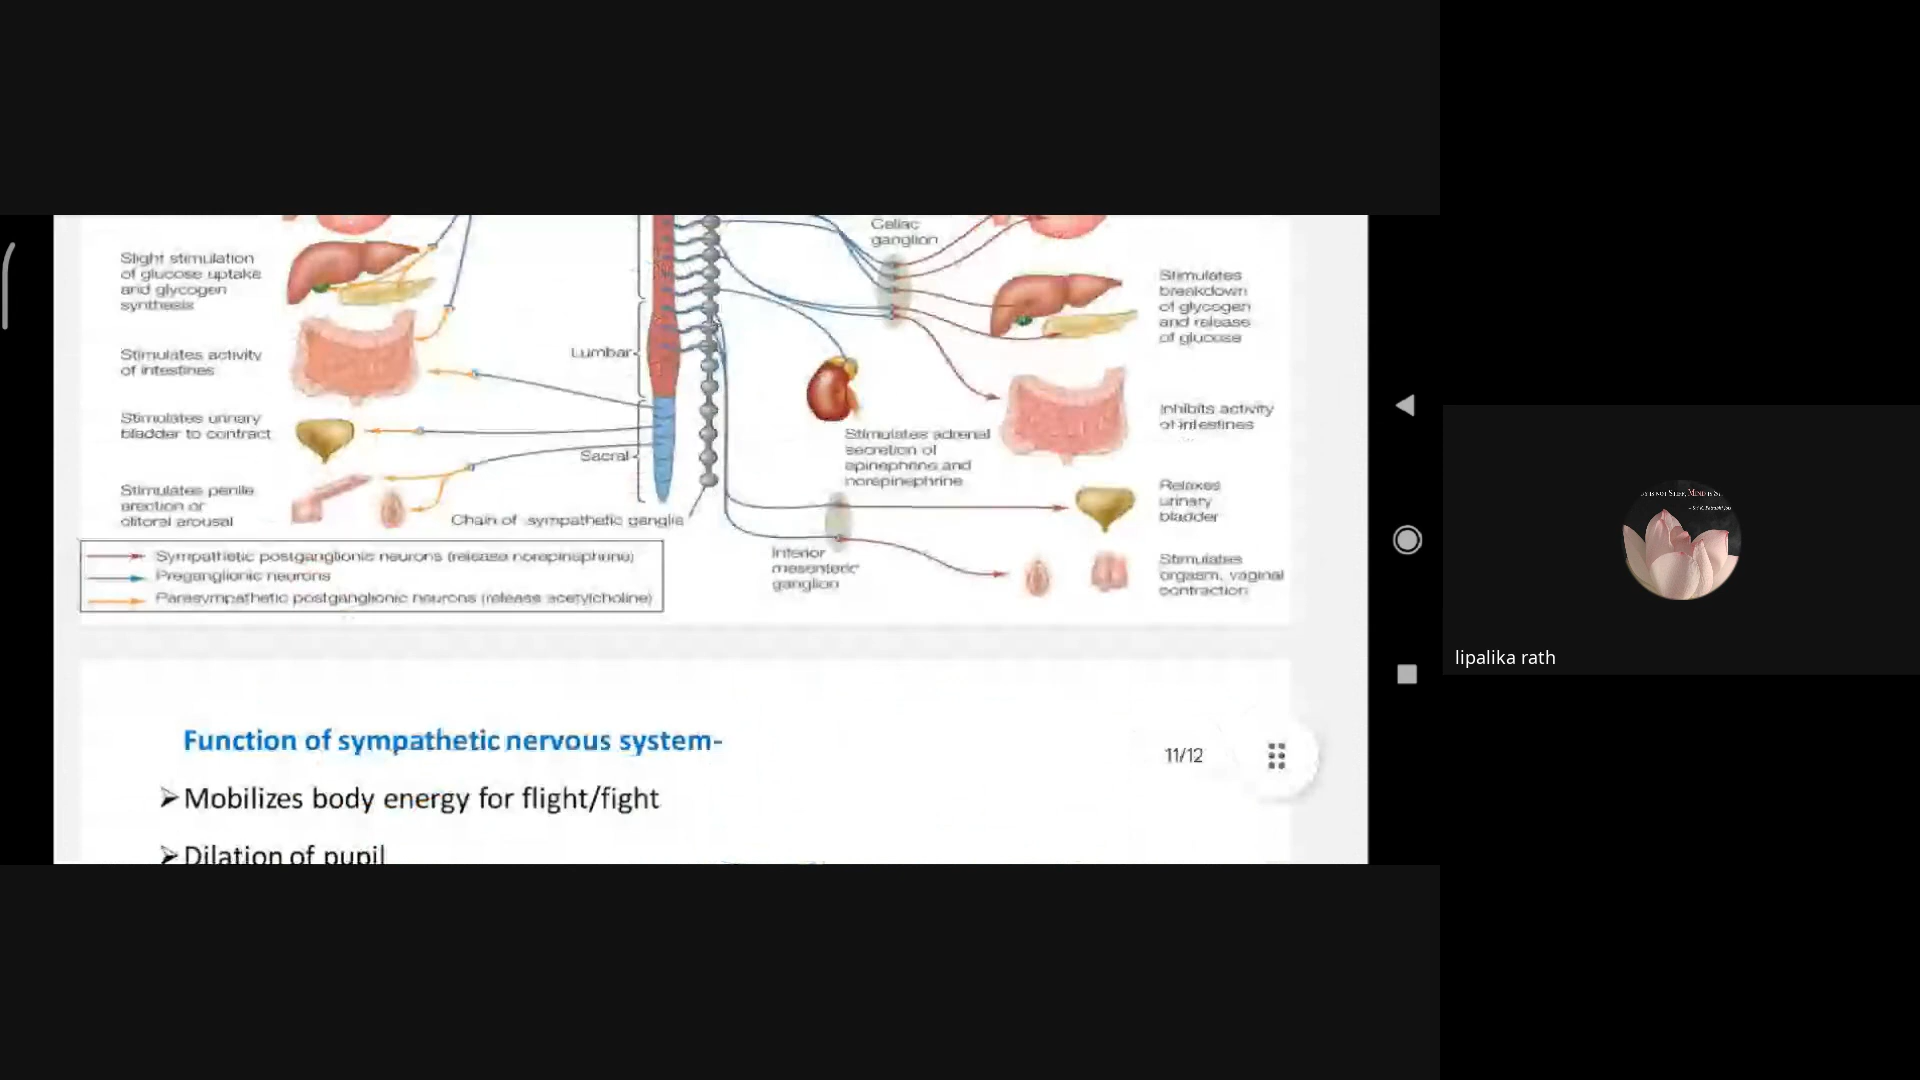 Celiac
ganglion
Slight stimulation
of glucose uptake
and glycogen
synthesis
Stimulates
breakdown
of glycogen
and release
of glucose
Lumbar
Stimulates activity
of intestines
Inhibits activity
of intestines
Stimulates urinary
bladder to contract
Stimulates adrenal
secretion of
epinephrine and
norepinephrine
Sacral
Relaxes
urinary
bladder
Stimulates penile
erection or
clitoral arousal
Chain of sympathetic ganglia
Inferior
mesenteric
ganglion
Stimulates
orgasm, vaginal
contraction
Sympathetic postganglionic neurons (release norepinephrine)
Preganglionic neurons
Parasympathetic postganglionic neurons (release acetylcholine)
Function of sympathetic nervous system-
11/12
➢Mobilizes body energy for flight/fight
➢Dilation of pupil
lipalika rath